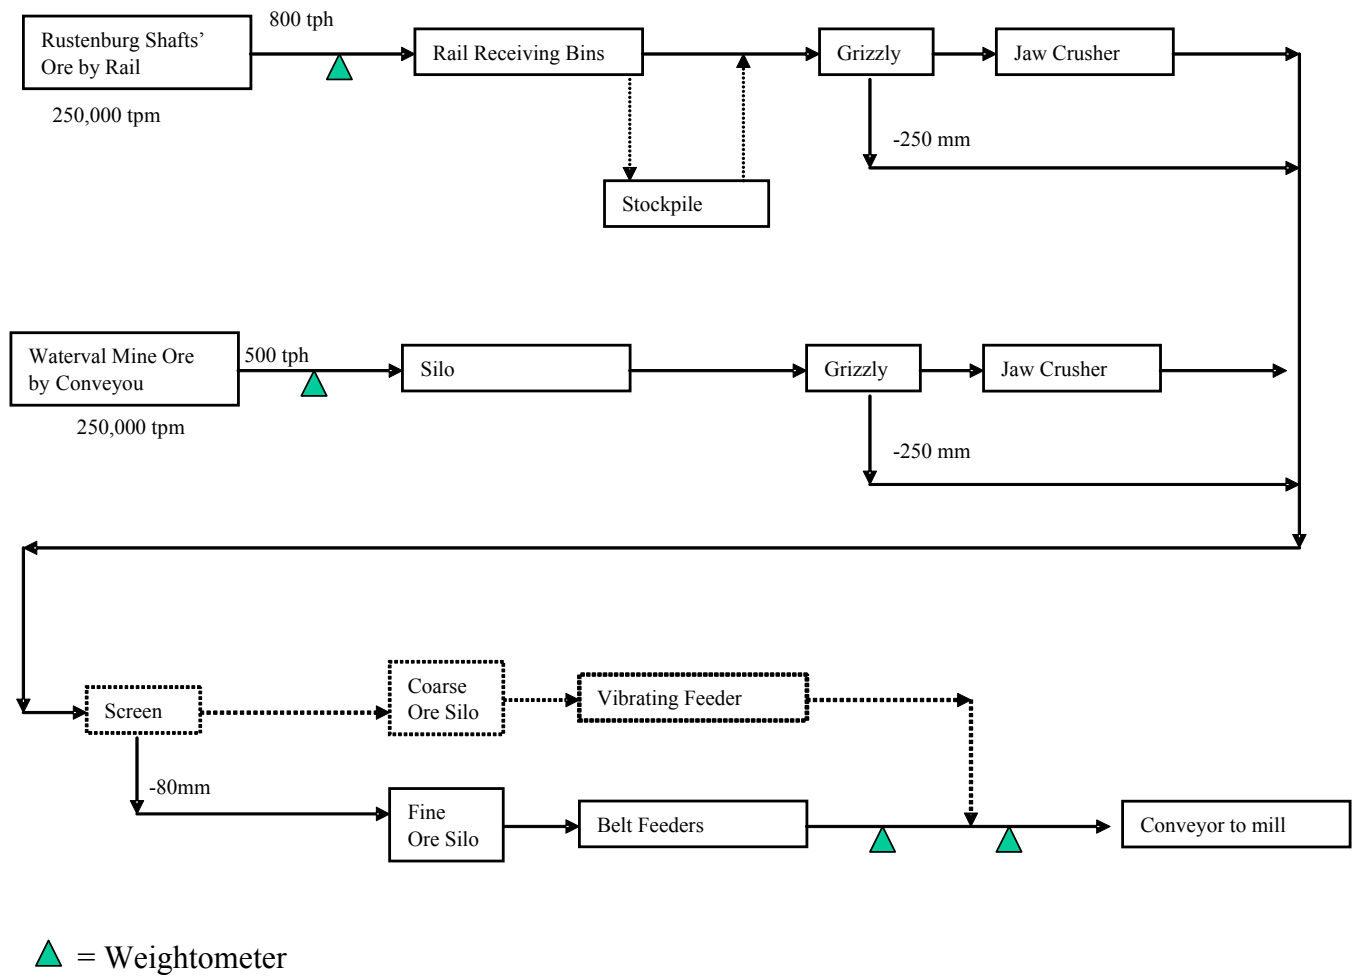 800 tph
Rustenburg Shafts’
Ore by Rail
Rail Receiving Bins
Grizzly
Jaw Crusher
250,000 tpm
-250 mm
Stockpile
Waterval Mine Ore
by Conveyou
500 tph
Silo
Grizzly
Jaw Crusher
250,000 tpm
-250 mm
Screen
Coarse
Ore Silo
Vibrating Feeder
-80mm
Fine
Ore Silo
Belt Feeders
Conveyor to mill
= Weightometer